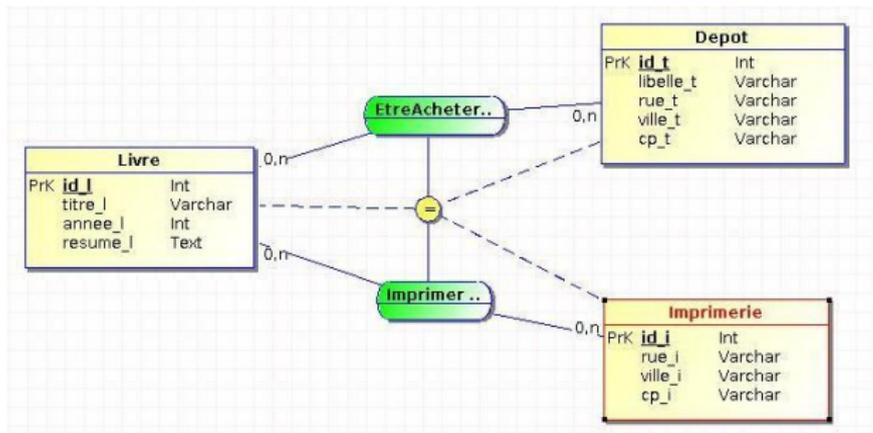 Depot
PrK id_t Int
libelle_t Varchar
rue_t Varchar
ville_t Varchar
cp_t Varchar
EtreAcheter..
0,n
0,n
Livre
PrK id_l Int
titre_l Varchar
annee_l Int
resume_l Text
=
0,n
Imprimer ..
0,n
Imprimerie
PrK id_i Int
rue_i Varchar
ville_i Varchar
cp_i Varchar